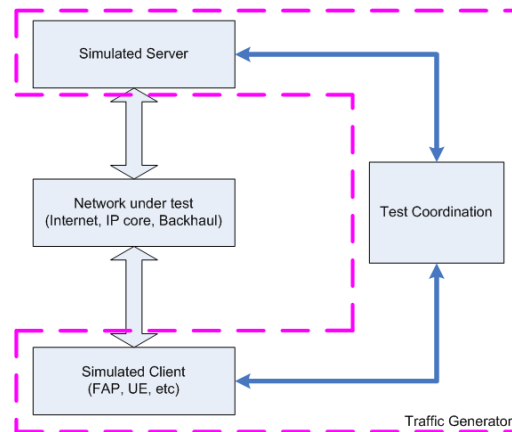 Simulated Server
Network under test
(Internet, IP core, Backhaul)
Test Coordination
Simulated Client
(FAP, UE, etc)
Traffic Generator